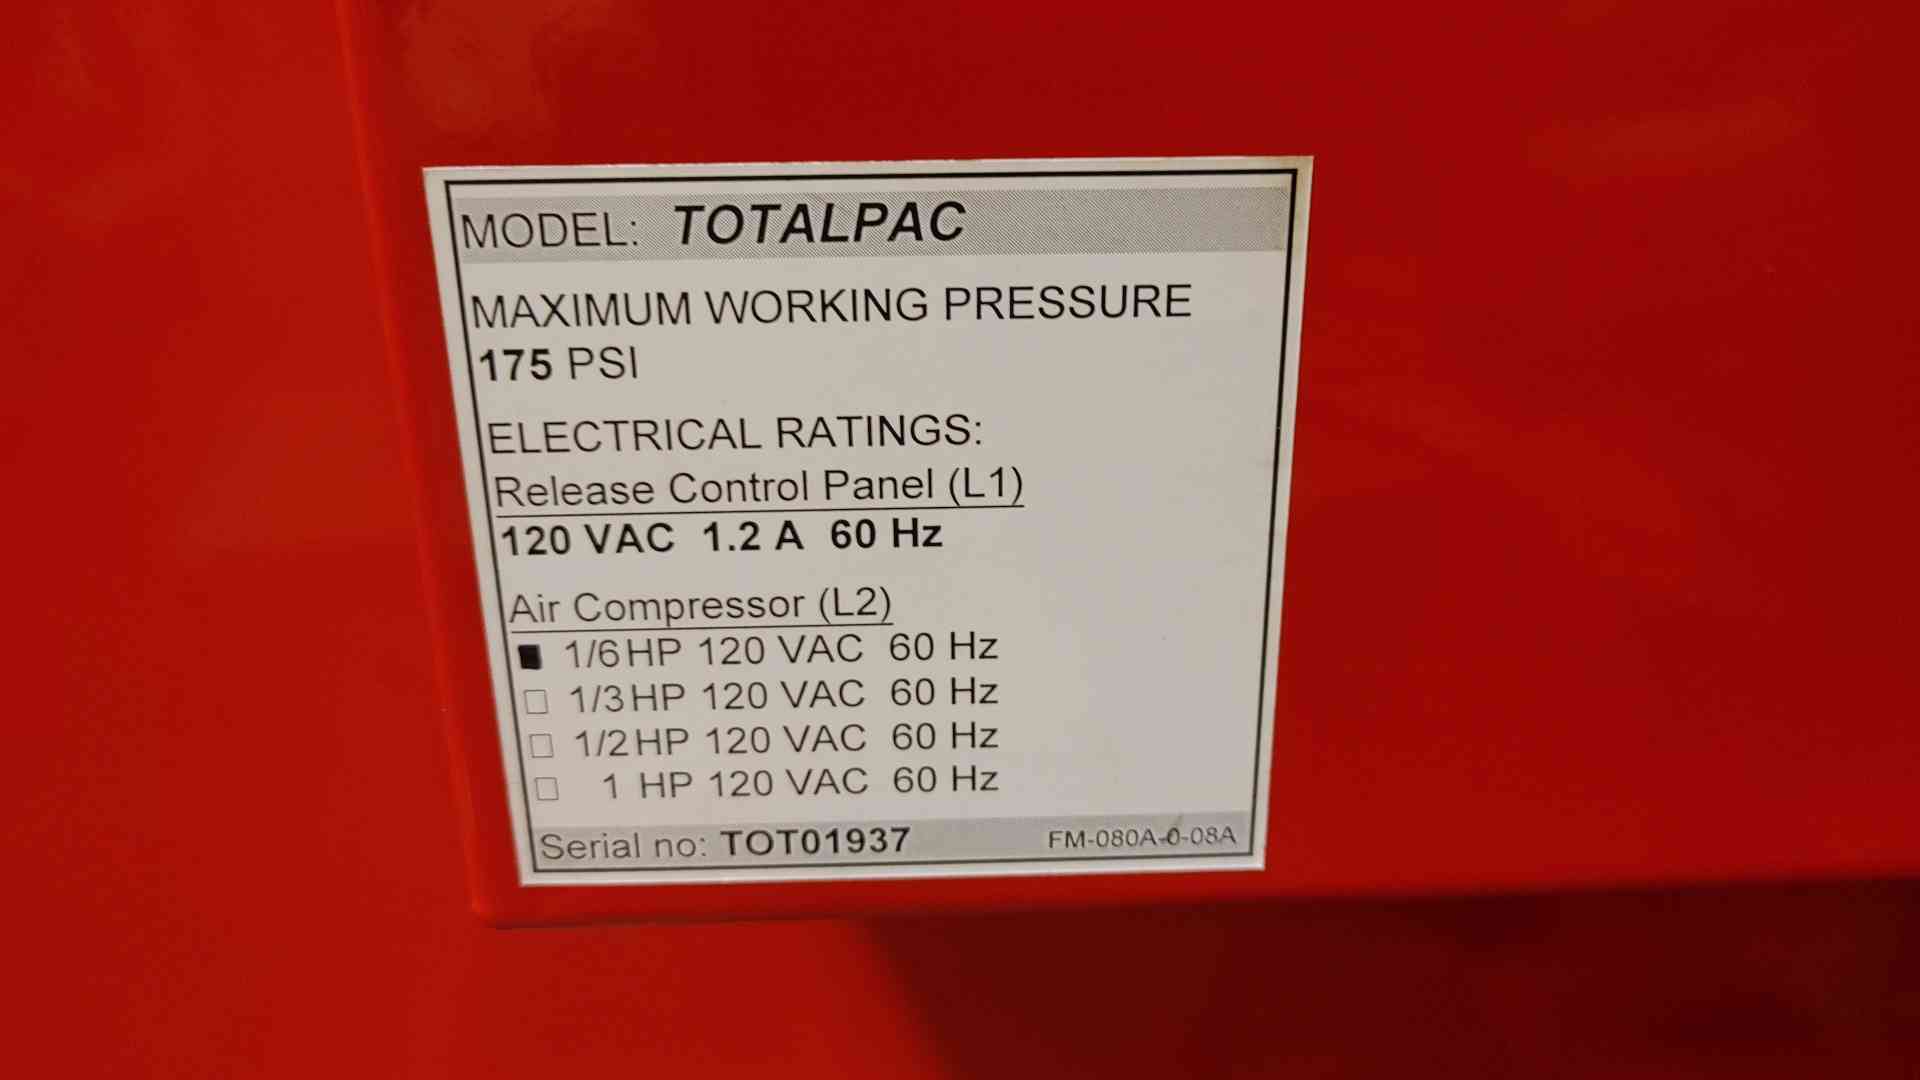 MODEL: TOTALPAC
MAXIMUM WORKING PRESSURE
175 PSI
ELECTRICAL RATINGS:
Release Control Panel (L1)
120 VAC 1.2 A 60 Hz
Air Compressor (L2)
■ 1/6 HP 120 VAC 60 Hz
□ 1/3 HP 120 VAC 60 Hz
□ 1/2 HP 120 VAC 60 Hz
□ 1 HP 120 VAC 60 Hz
Serial no: TOT01937 FM-080A-0-08A